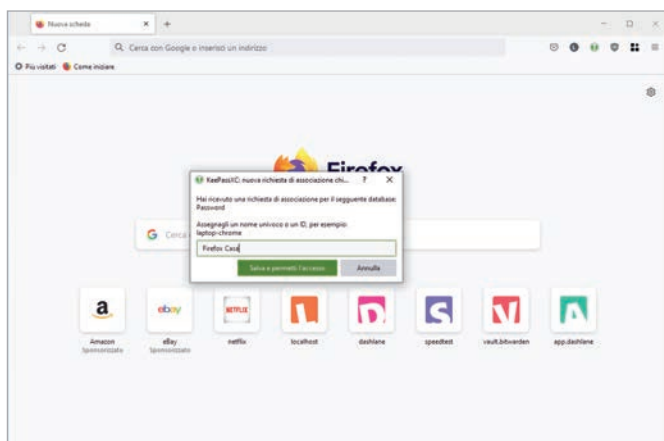 Nuova scheda
Cerca con Google o inserisci un indirizzo
Più visitati
Come iniziare
Firefox
KeePassXC: nuova richiesta di associazione chi...
Hai ricevuto una richiesta di associazione per il seguente database:
Password
Assegnagli un nome univoco o un ID, per esempio:
laptop-chrome
Firefox Casa
Salva e permetti l'accesso
Annulla
G Cerca
a
ebay
NETFLIX
L
D
S
V
A
Amazon
eBay
netflix
localhost
dashlane
speedtest
vault.bitwarden
app.dashlane
Sponsorizzato
Sponsorizzato